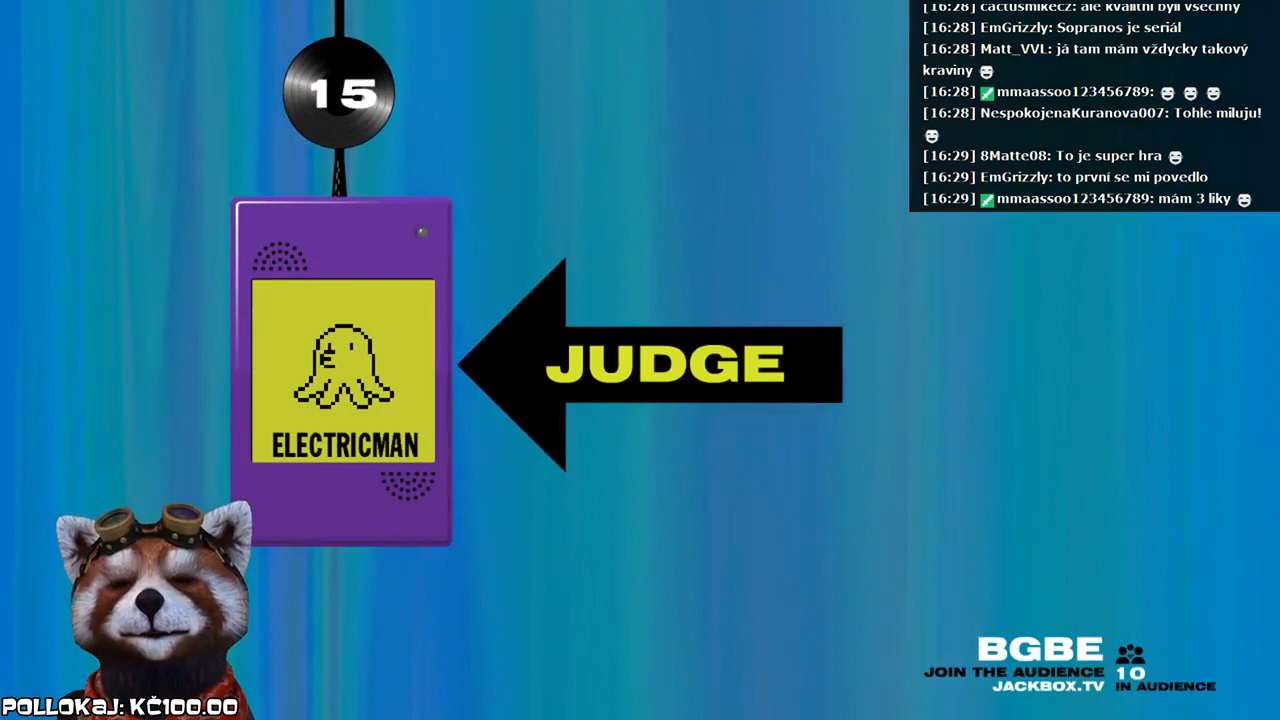 15
ELECTRICMAN
JUDGE
[16:28] cactusmikecz: ale kvalitní byli všechny
[16:28] EmGrizzly: Sopranos je seriál
[16:28] Matt_VVL: já tam mám vždycky takový
kraviny
[16:28] mmaassoo123456789:
[16:28] NespokojenaKuranova007: Tohle miluju!
[16:29] 8Matte08: To je super hra
[16:29] EmGrizzly: to první se mi povedlo
[16:29] mmaassoo123456789: mám 3 liky
BGBE
JOIN THE AUDIENCE
JACKBOX.TV
10
IN AUDIENCE
POLLOKAJ: KČ100.00